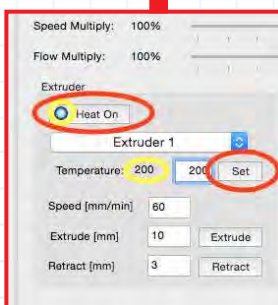 Speed Multiply: 100%
Flow Multiply: 100%
Extruder
Heat On
Extruder 1
Temperature: 200 200 Set
Speed [mm/min] 60
Extrude [mm] 10 Extrude
Retract [mm] 3 Retract